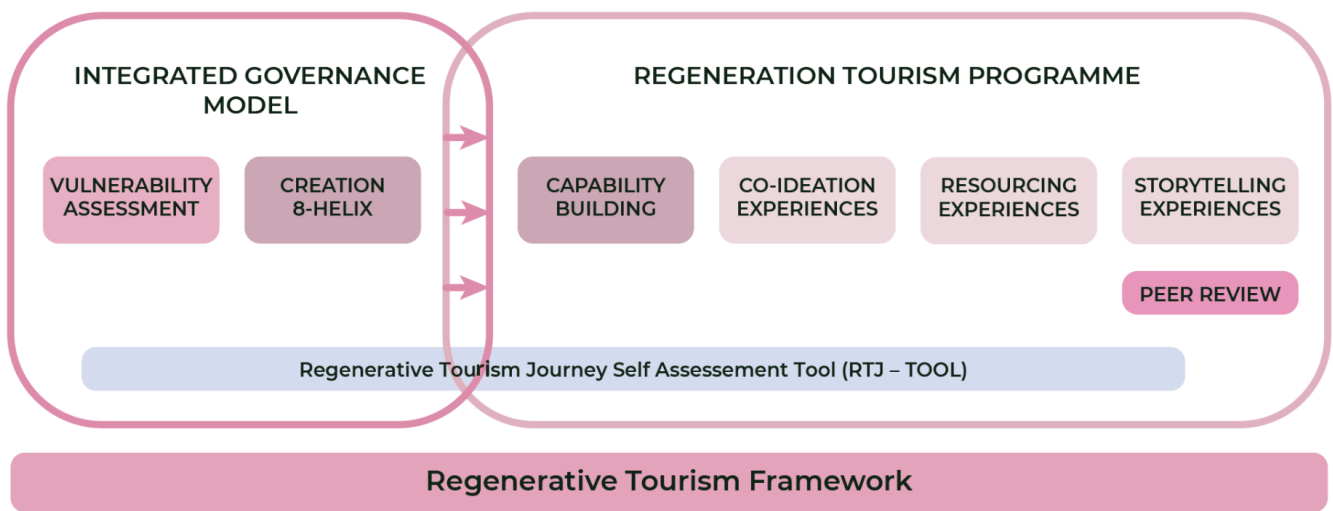 INTEGRATED GOVERNANCE
MODEL
VULNERABILITY
ASSESSMENT
CREATION
8-HELIX
REGENERATION TOURISM PROGRAMME
CAPABILITY
BUILDING
CO-IDEATION
EXPERIENCES
RESOURCING
EXPERIENCES
STORYTELLING
EXPERIENCES
PEER REVIEW
Regenerative Tourism Journey Self Assessement Tool (RTJ – TOOL)
Regenerative Tourism Framework